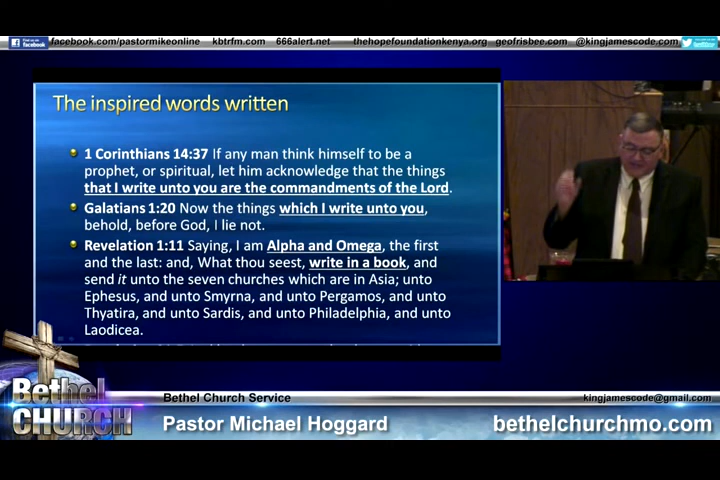 Find us on
facebook
facebook.com/pastormikeonline kbtrfm.com 666alert.net thehopefoundationkenya.org geofrisbee.com @kingjamescode.com
The inspired words written
1 Corinthians 14:37 If any man think himself to be a
prophet, or spiritual, let him acknowledge that the things
that I write unto you are the commandments of the Lord.
Galatians 1:20 Now the things which I write unto you,
behold, before God, I lie not.
Revelation 1:11 Saying, I am Alpha and Omega, the first
and the last: and, What thou seest, write in a book, and
send it unto the seven churches which are in Asia; unto
Ephesus, and unto Smyrna, and unto Pergamos, and unto
Thyatira, and unto Sardis, and unto Philadelphia, and unto
Laodicea.
Bethel
CHURCH
Bethel Church Service kingjamescode@gmail.com
Pastor Michael Hoggard bethelchurchmo.com